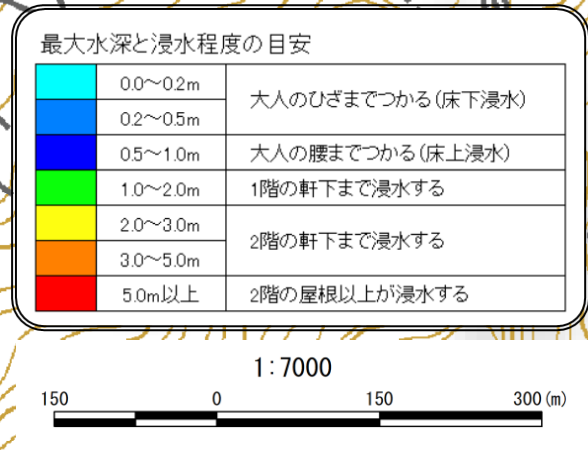 最大水深と浸水程度の目安
0.0～0.2m
大人のひざまでつかる(床下浸水)
0.2～0.5m
0.5～1.0m 大人の腰までつかる(床上浸水)
1.0～2.0m 1階の軒下まで浸水する
2.0～3.0m
2階の軒下まで浸水する
3.0～5.0m
5.0m以上 2階の屋根以上が浸水する
1:7000
150 0 150 300(m)